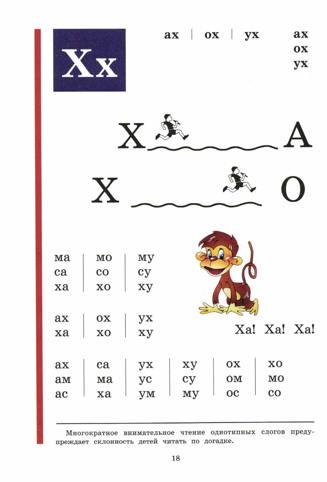 Хх
ах | ох | ух
ах
ох
ух
Х А
Х О
ма | мо | му
са | со | су
ха | хо | ху
ах | ох | ух
ха | хо | ху
Ха! Ха! Ха!
ах | са | ух | ху | ох | хо
ам | ма | ус | су | ом | мо
ас | ха | ум | му | ос | со
Многократное внимательное чтение однотипных слогов преду-
преждает склонность детей читать по догадке.
18